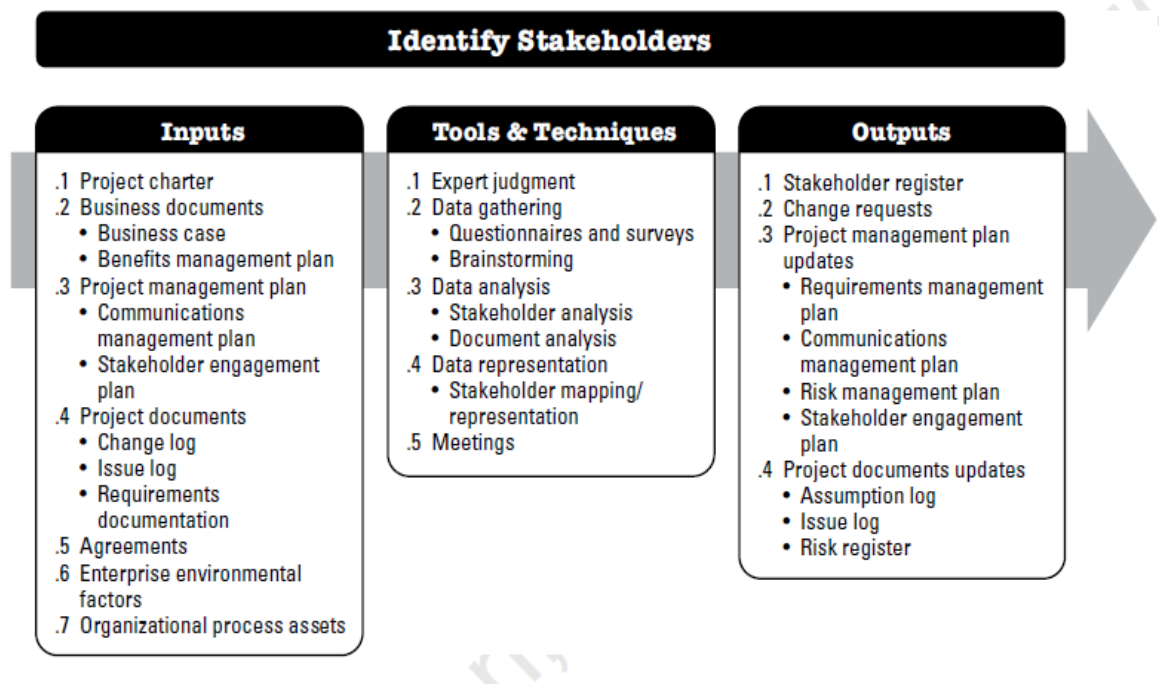 Identify Stakeholders
Inputs
.1 Project charter
.2 Business documents
• Business case
• Benefits management plan
.3 Project management plan
• Communications
management plan
• Stakeholder engagement
plan
.4 Project documents
• Change log
• Issue log
• Requirements
documentation
.5 Agreements
.6 Enterprise environmental
factors
.7 Organizational process assets
Tools & Techniques
.1 Expert judgment
.2 Data gathering
• Questionnaires and surveys
• Brainstorming
.3 Data analysis
• Stakeholder analysis
• Document analysis
.4 Data representation
• Stakeholder mapping/
representation
.5 Meetings
Outputs
.1 Stakeholder register
.2 Change requests
.3 Project management plan
updates
• Requirements management
plan
• Communications
management plan
• Risk management plan
• Stakeholder engagement
plan
.4 Project documents updates
• Assumption log
• Issue log
• Risk register